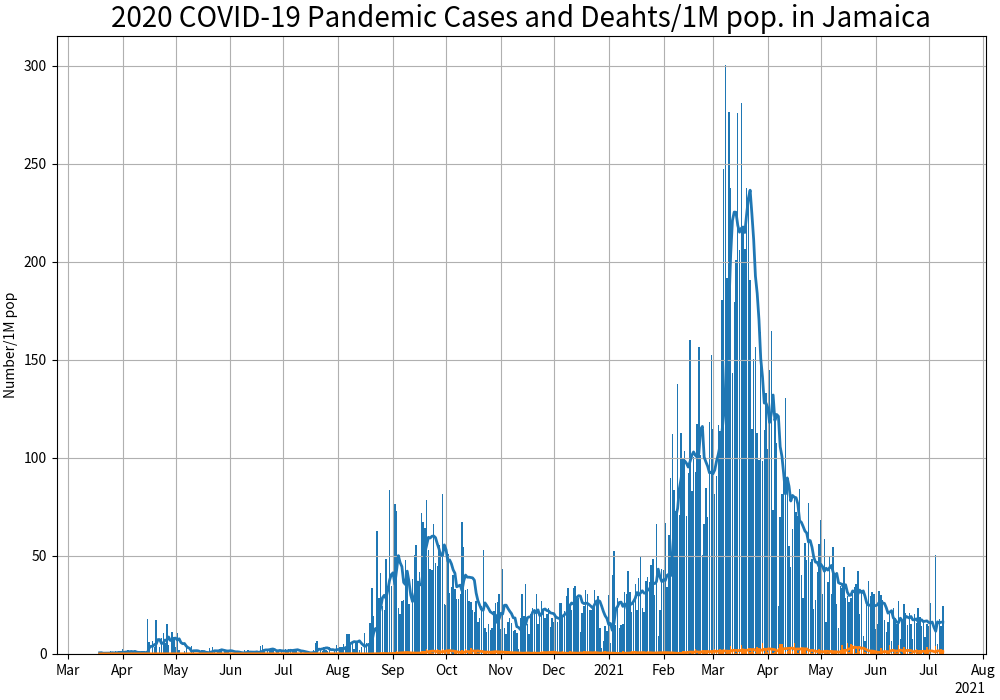 2020 COVID-19 Pandemic Cases and Deahts/1M pop. in Jamaica
Number/1M pop
300
250
200
150
100
50
0
Mar Apr May Jun Jul Aug Sep Oct Nov Dec 2021 Feb Mar Apr May Jun Jul Aug
2021